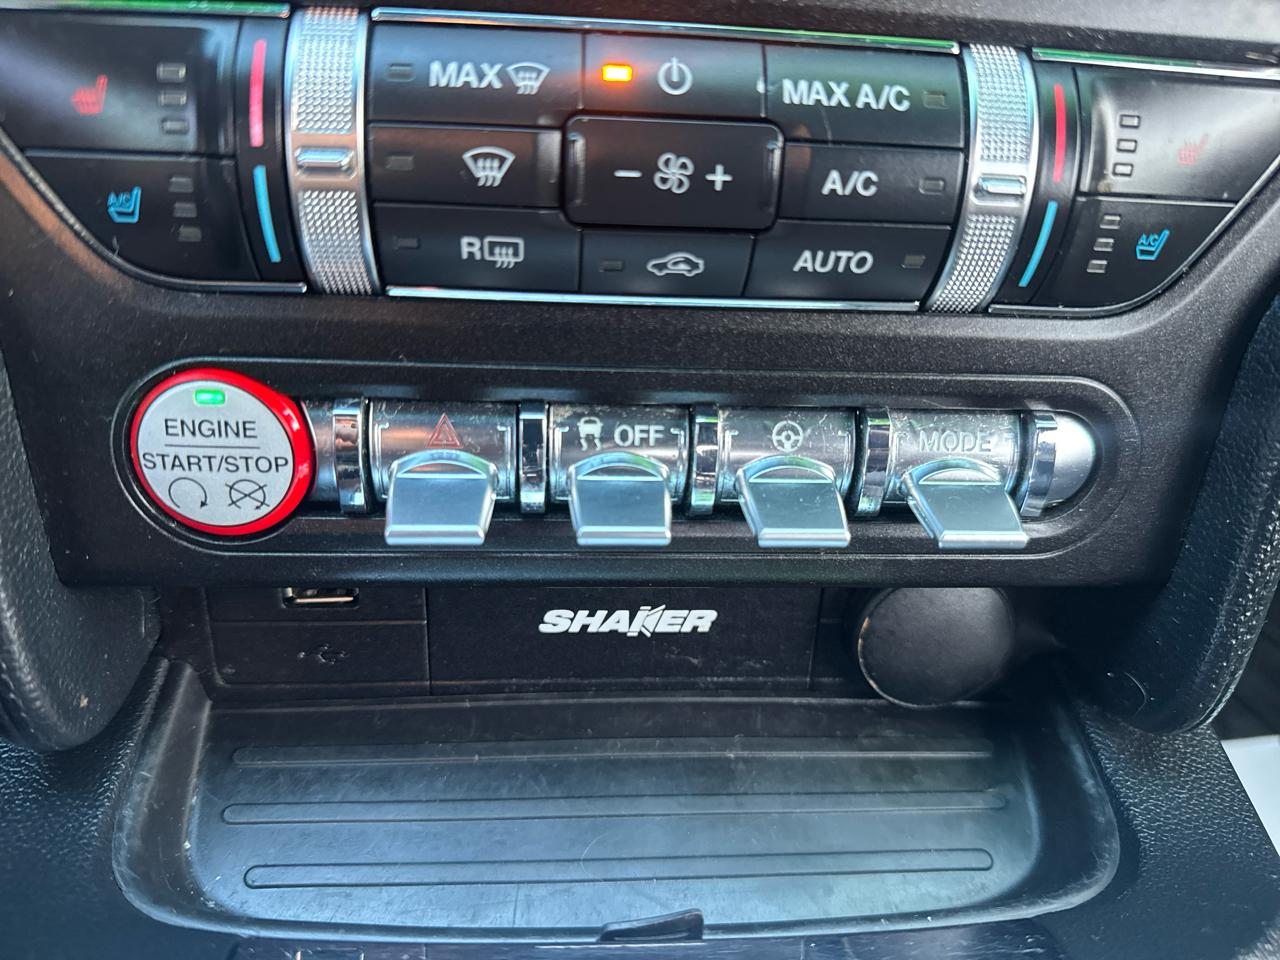 MAX
MAX A/C
- +
A/C
R
AUTO
A/C
A/C
ENGINE
START/STOP
OFF
MODE
SHAKER